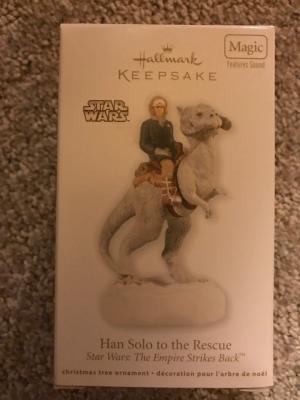 Hallmark
KEEPSAKE
Magic
Features Sound
STAR
WARS
Han Solo to the Rescue
Star Wars: The Empire Strikes Back™
christmas tree ornament • décoration pour l'arbre de noël